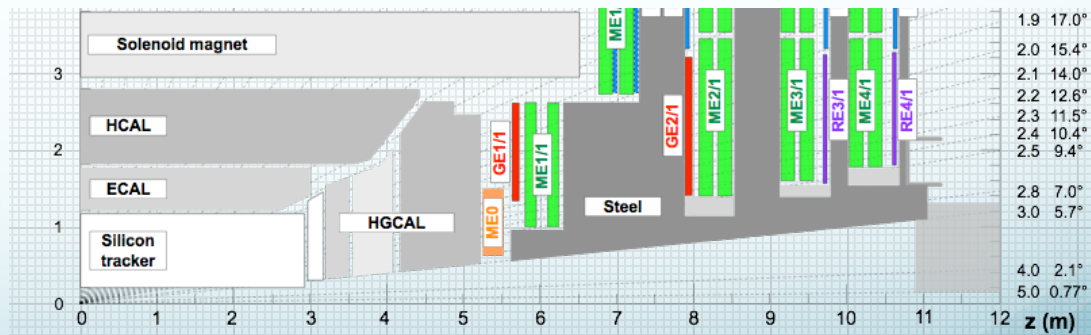 1.9 17.0°
Solenoid magnet
ME1/
2.0 15.4°
3
2.1 14.0°
2.2 12.6°
HCAL
GE1/1
ME1/1
GE2/1
ME2/1
ME3/1
RE3/1
ME4/1
RE4/1
2.3 11.5°
2.4 10.4°
2
2.5 9.4°
ECAL
2.8 7.0°
HGCAL
ME0
Steel
3.0 5.7°
1
Silicon
tracker
4.0 2.1°
5.0 0.77°
0
0 1 2 3 4 5 6 7 8 9 10 11 12 z (m)